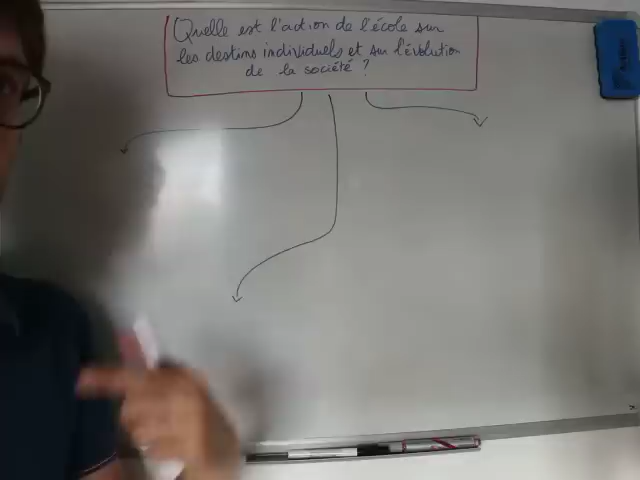 Quelle est l'action de l'école sur
les destins individuels et sur l'évolution
de la société ?